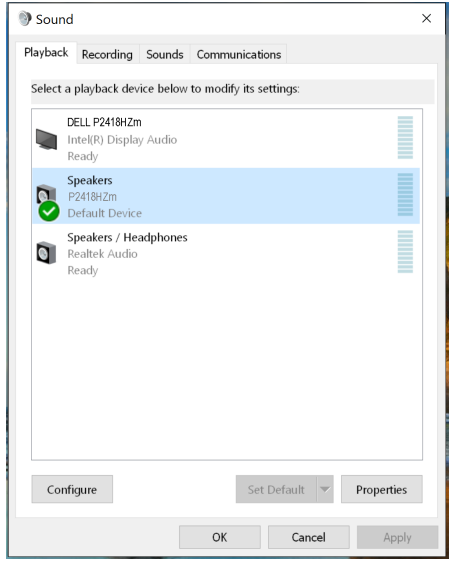 Sound
Playback Recording Sounds Communications
Select a playback device below to modify its settings:
DELL P2418HZm
Intel(R) Display Audio
Ready
Speakers
P2418HZm
Default Device
Speakers / Headphones
Realtek Audio
Ready
Configure Set Default Properties
OK Cancel Apply